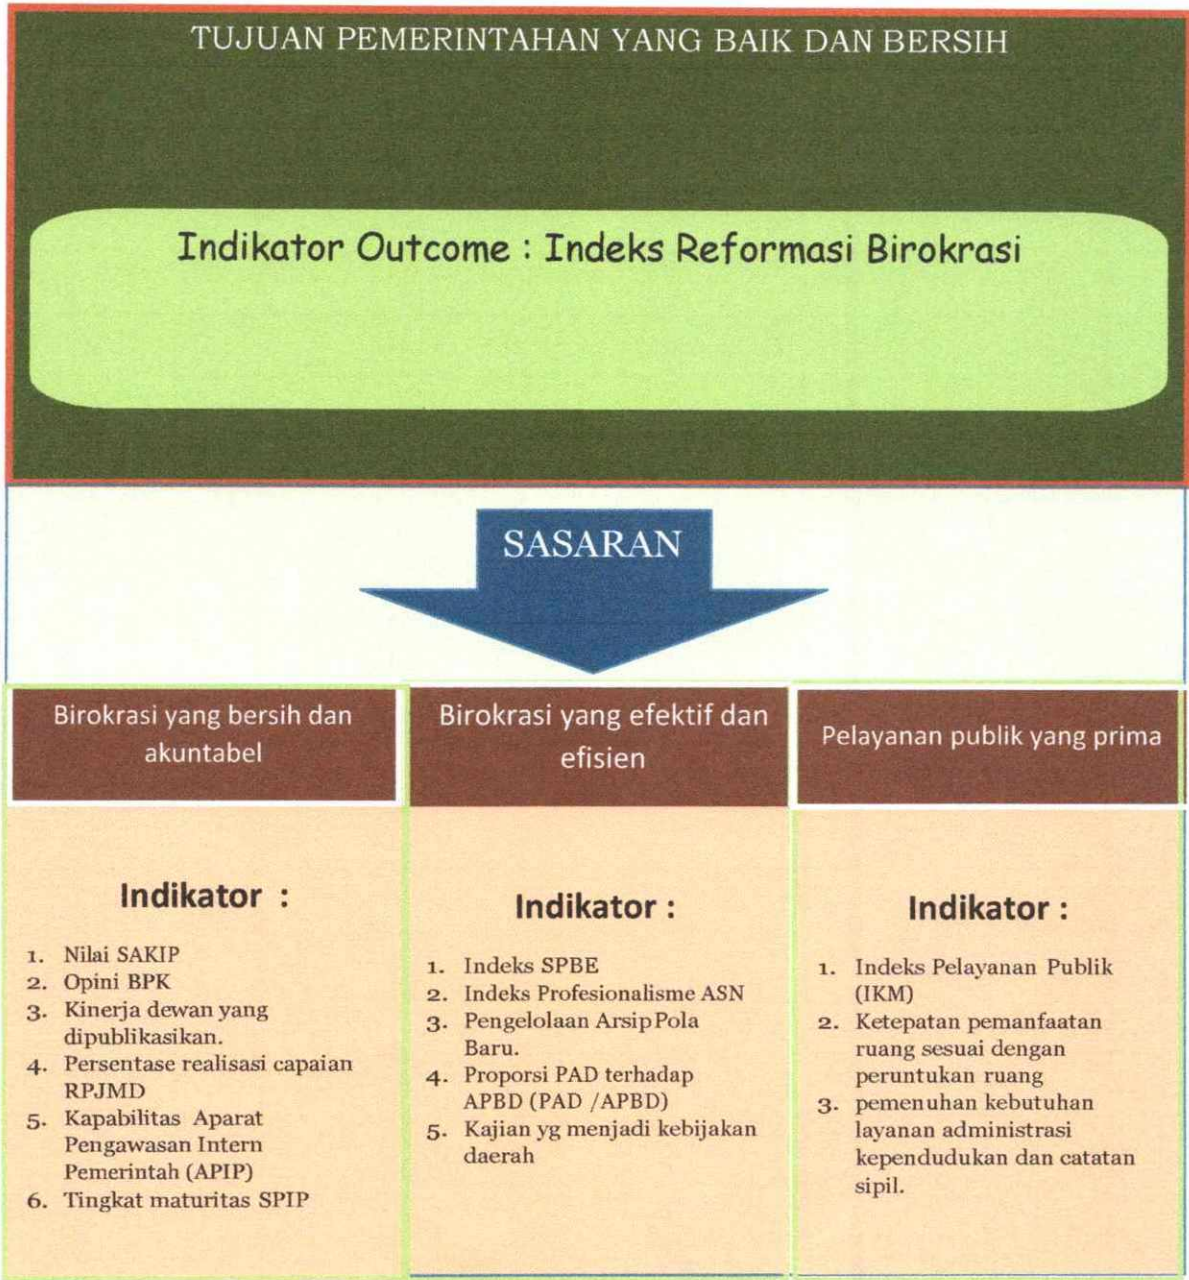 TUJUAN PEMERINTAHAN YANG BAIK DAN BERSIH
Indikator Outcome : Indeks Reformasi Birokrasi
SASARAN
Birokrasi yang bersih dan
akuntabel
Indikator :
1. Nilai SAKIP
2. Opini BPK
3. Kinerja dewan yang
dipublikasikan.
4. Persentase realisasi capaian
RPJMD
5. Kapabilitas Aparat
Pengawasan Intern
Pemerintah (APIP)
6. Tingkat maturitas SPIP
Birokrasi yang efektif dan
efisien
Indikator :
1. Indeks SPBE
2. Indeks Profesionalisme ASN
3. Pengelolaan Arsip Pola
Baru.
4. Proporsi PAD terhadap
APBD (PAD /APBD)
5. Kajian yg menjadi kebijakan
daerah
Pelayanan publik yang prima
Indikator :
1. Indeks Pelayanan Publik
(IKM)
2. Ketepatan pemanfaatan
ruang sesuai dengan
peruntukan ruang
3. pemenuhan kebutuhan
layanan administrasi
kependudukan dan catatan
sipil.